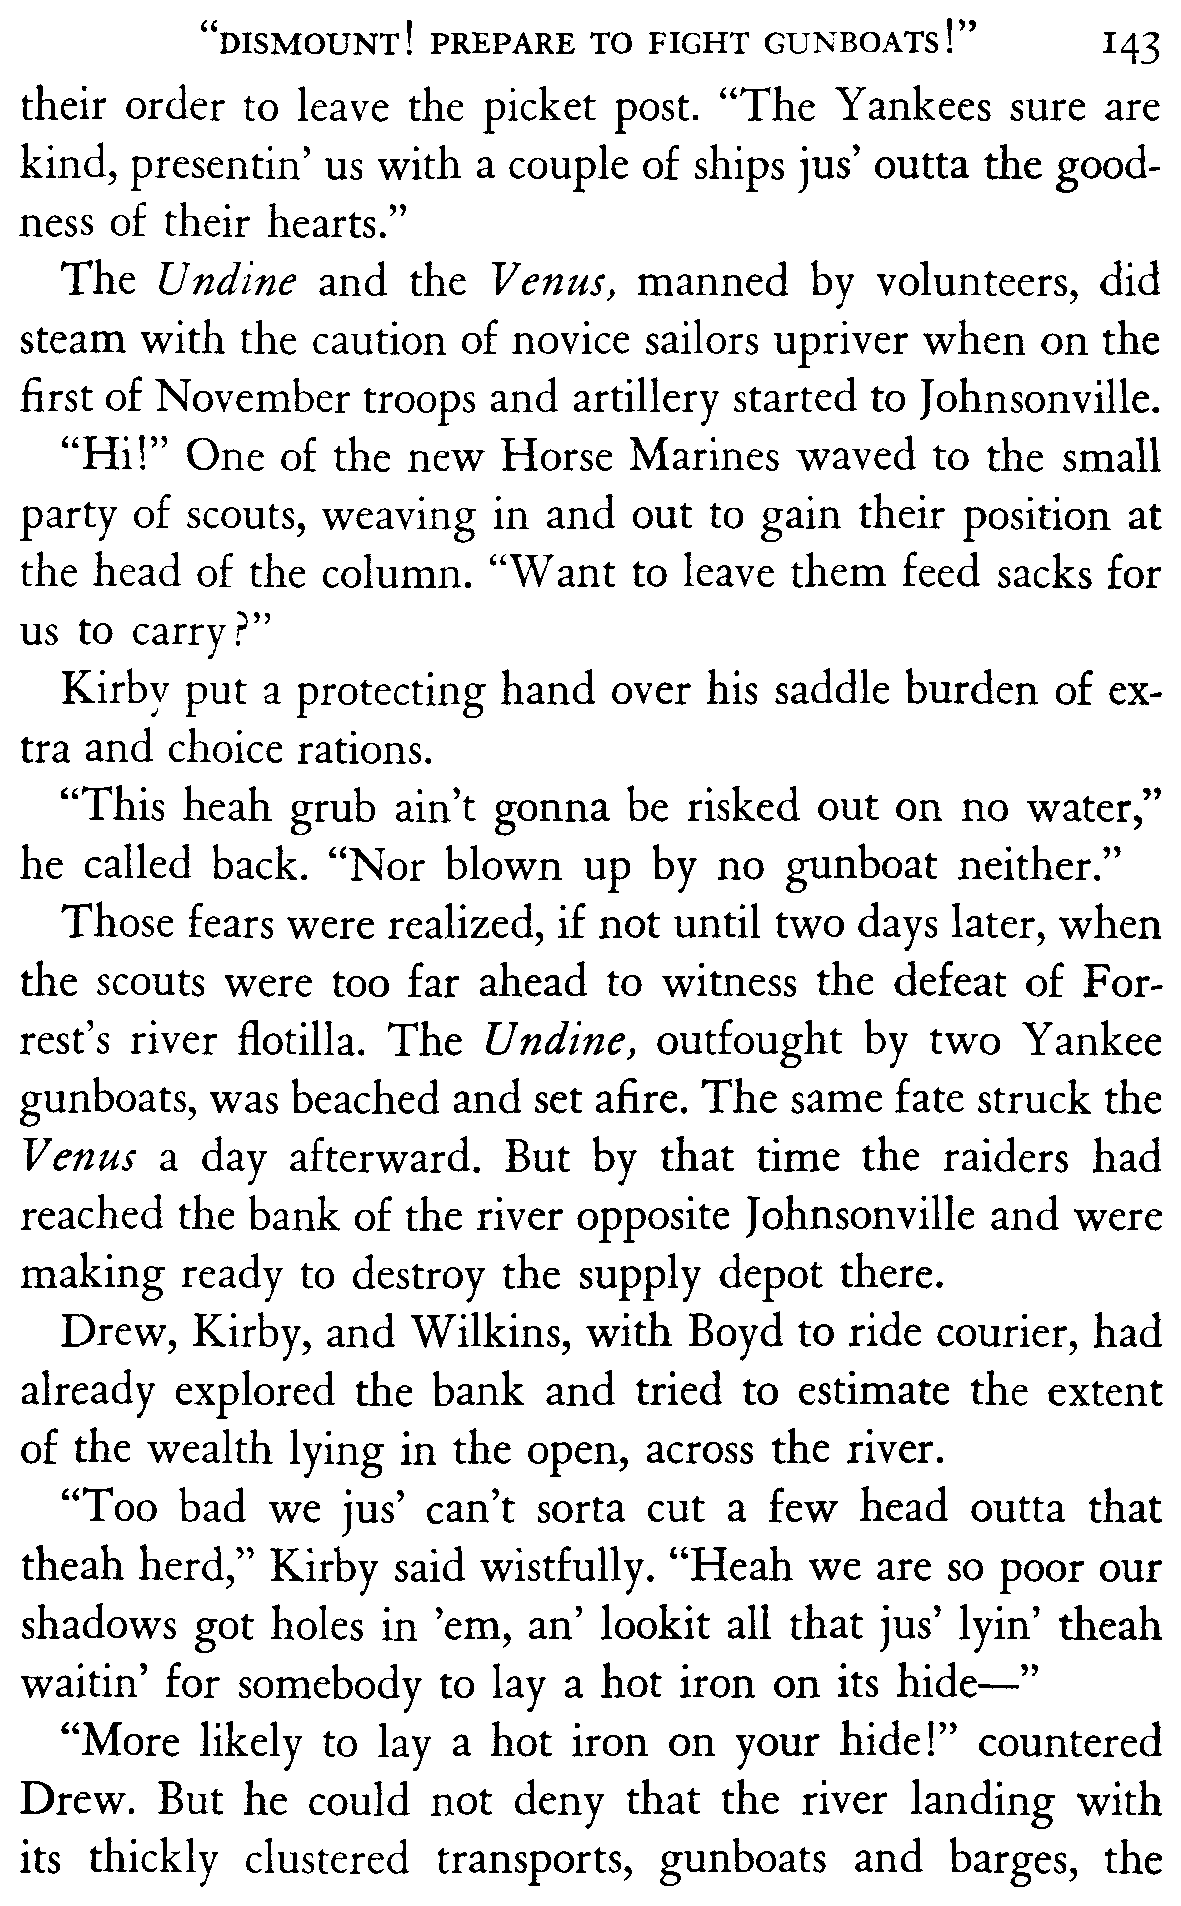 “DISMOUNT! PREPARE TO FIGHT GUNBOATS!” 143
their order to leave the picket post. “The Yankees sure are
kind, presentin’ us with a couple of ships jus’ outta the good-
ness of their hearts.”
The Undine and the Venus, manned by volunteers, did
steam with the caution of novice sailors upriver when on the
first of November troops and artillery started to Johnsonville.
“Hi!” One of the new Horse Marines waved to the small
party of scouts, weaving in and out to gain their position at
the head of the column. “Want to leave them feed sacks for
us to carry?”
Kirby put a protecting hand over his saddle burden of ex-
tra and choice rations.
“This heah grub ain’t gonna be risked out on no water,”
he called back. “Nor blown up by no gunboat neither.”
Those fears were realized, if not until two days later, when
the scouts were too far ahead to witness the defeat of For-
rest’s river flotilla. The Undine, outfought by two Yankee
gunboats, was beached and set afire. The same fate struck the
Venus a day afterward. But by that time the raiders had
reached the bank of the river opposite Johnsonville and were
making ready to destroy the supply depot there.
Drew, Kirby, and Wilkins, with Boyd to ride courier, had
already explored the bank and tried to estimate the extent
of the wealth lying in the open, across the river.
“Too bad we jus’ can’t sorta cut a few head outta that
theah herd,” Kirby said wistfully. “Heah we are so poor our
shadows got holes in ’em, an’ lookit all that jus’ lyin’ theah
waitin’ for somebody to lay a hot iron on its hide—”
“More likely to lay a hot iron on your hide!” countered
Drew. But he could not deny that the river landing with
its thickly clustered transports, gunboats and barges, the